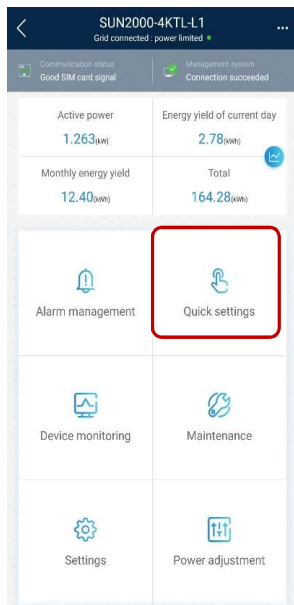 SUN2000-4KTL-L1
Grid connected : power limited
Communication status
Good SIM card signal
Management system
Connection succeeded
Active power
1.263(kW)
Energy yield of current day
2.78(kWh)
Monthly energy yield
12.40(kWh)
Total
164.28(kWh)
Alarm management
Quick settings
Device monitoring
Maintenance
Settings
Power adjustment